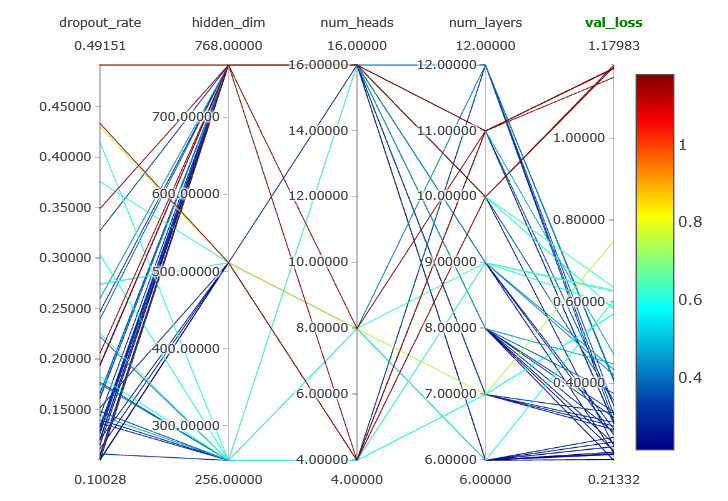 dropout_rate hidden_dim num_heads num_layers val_loss
0.49151 768.00000 16.00000 12.00000 1.17983
16.00000 12.00000
0.45000 700.00000 14.00000 11.00000 1.00000 1
0.40000
0.35000 600.00000 12.00000 10.00000 0.80000 0.8
0.30000 500.00000 10.00000 9.00000
0.25000 0.60000 0.6
0.20000 400.00000 8.00000 8.00000
0.15000 300.00000 6.00000 7.00000 0.40000 0.4
4.00000 6.00000
0.10028 256.00000 4.00000 6.00000 0.21332